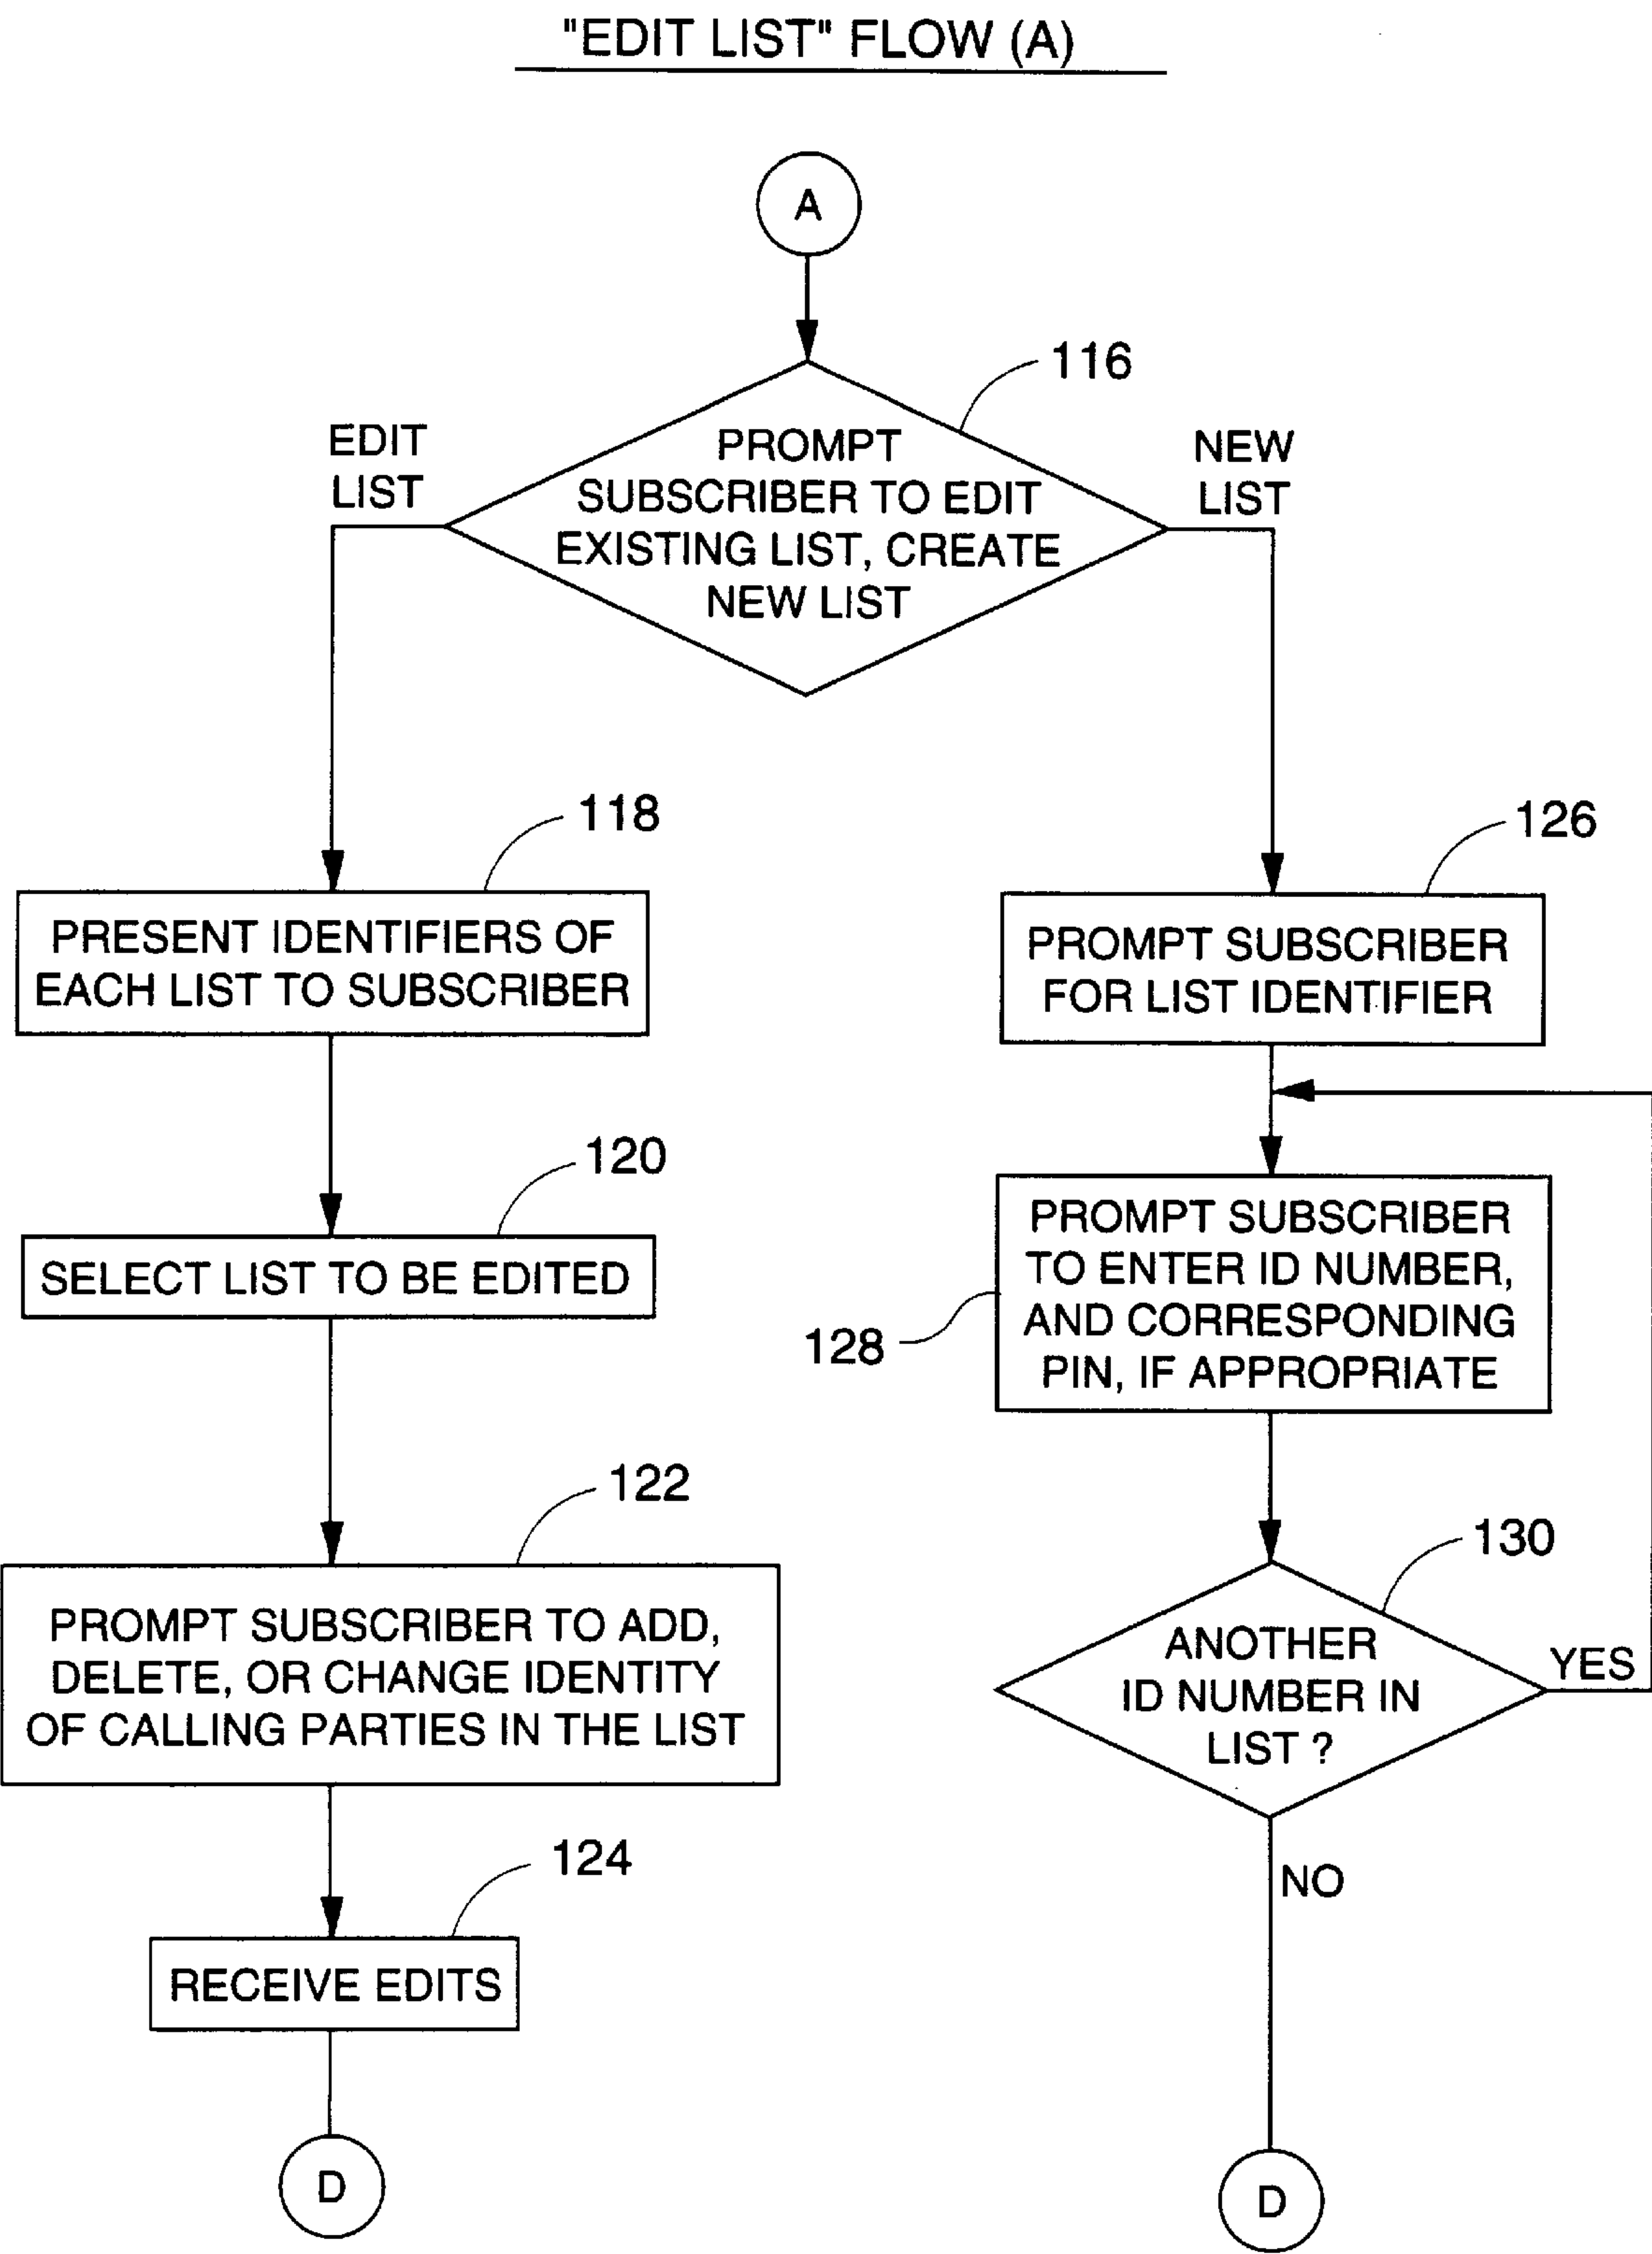 "EDIT LIST" FLOW (A)
A
116
EDIT
LIST
PROMPT
SUBSCRIBER TO EDIT
EXISTING LIST, CREATE
NEW LIST
NEW
LIST
118
PRESENT IDENTIFIERS OF
EACH LIST TO SUBSCRIBER
120
SELECT LIST TO BE EDITED
122
PROMPT SUBSCRIBER TO ADD,
DELETE, OR CHANGE IDENTITY
OF CALLING PARTIES IN THE LIST
124
RECEIVE EDITS
D
126
PROMPT SUBSCRIBER
FOR LIST IDENTIFIER
128
PROMPT SUBSCRIBER
TO ENTER ID NUMBER,
AND CORRESPONDING
PIN, IF APPROPRIATE
130
ANOTHER
ID NUMBER IN
LIST ?
YES
NO
D